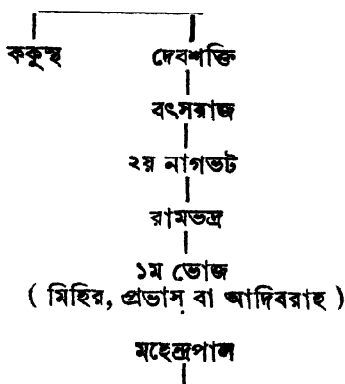 ককুস্থ দেবশক্তি
বৎসরাজ
২য় নাগভট
রামভদ্র
১ম ভোজ
( মিহির, প্রভাস বা আদিবরাহ )
মহেন্দ্রপাল